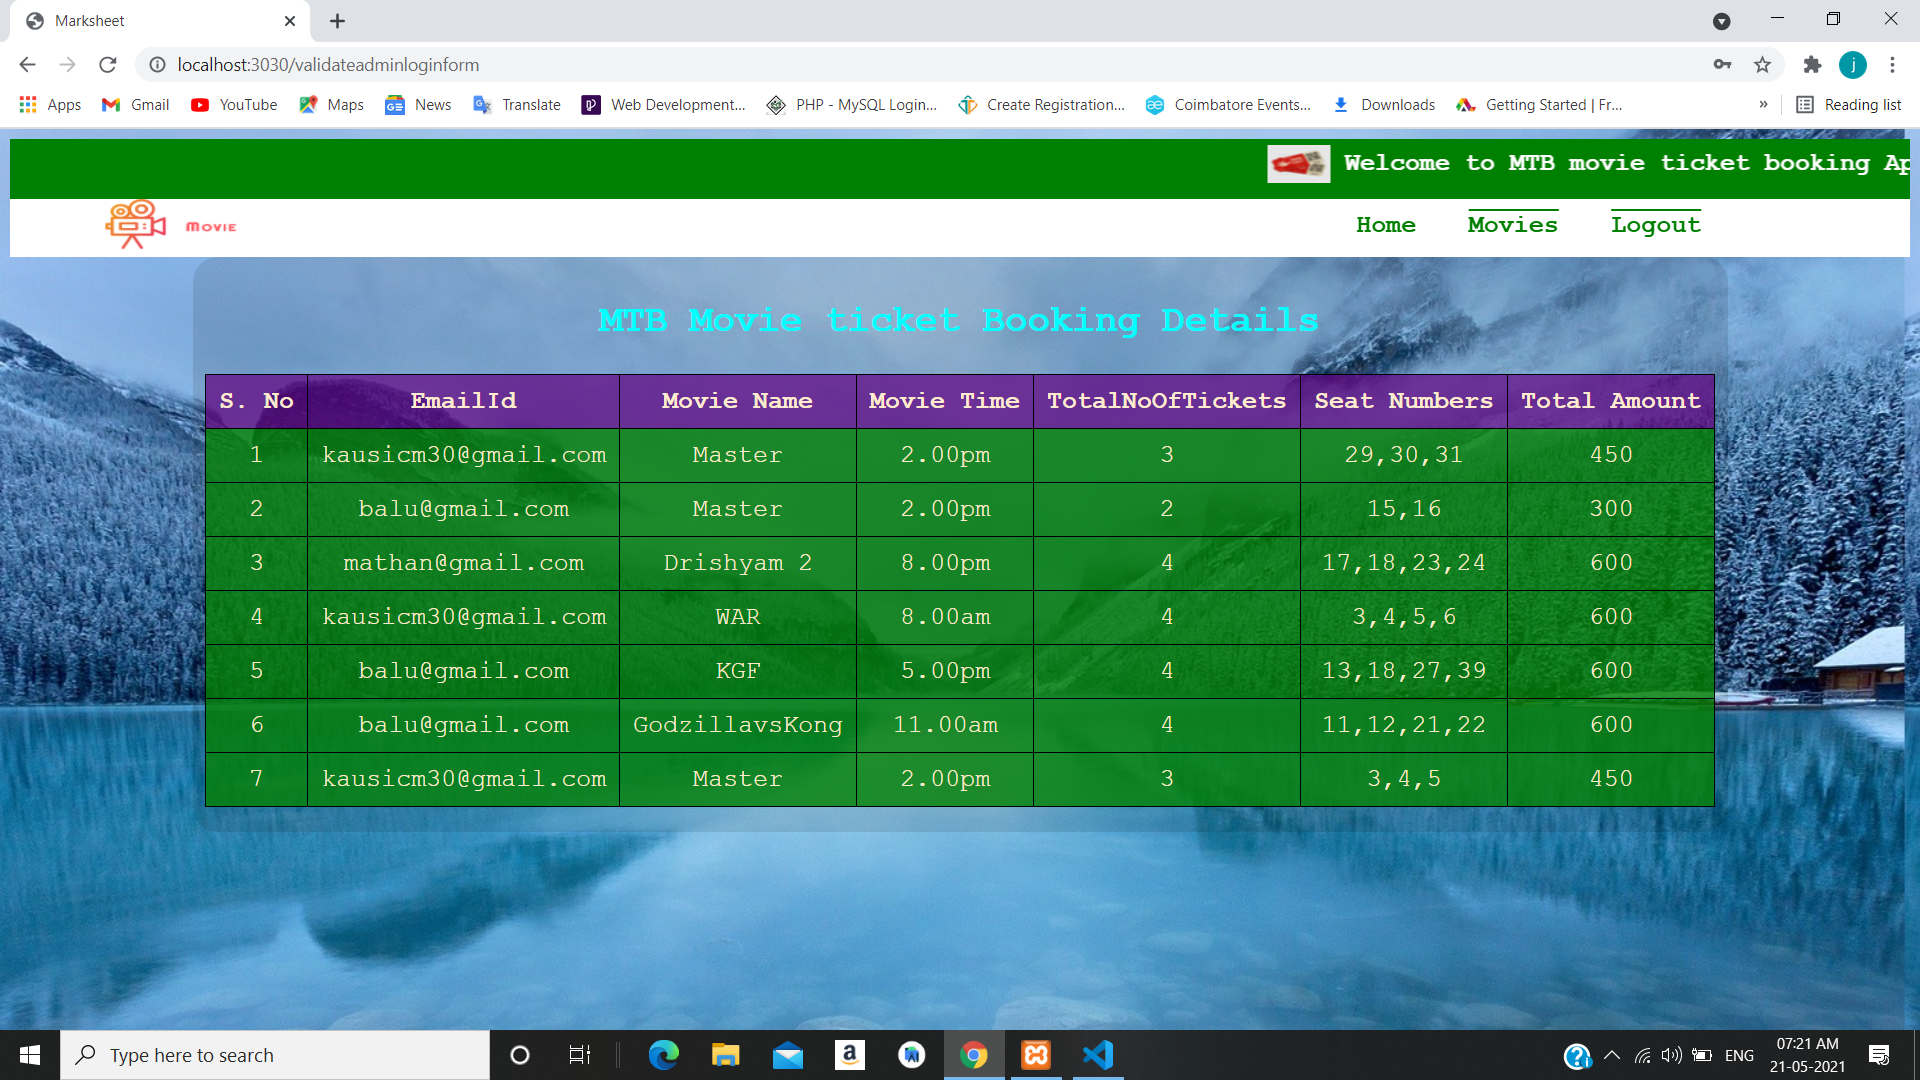 Marksheet
localhost:3030/validateadminloginform
j
Apps Gmail YouTube Maps News Translate Web Development... PHP - MySQL Login... Create Registration... Coimbatore Events... Downloads Getting Started | Fr... » Reading list
Welcome to MTB movie ticket booking Ap
Movie Home Movies Logout
MTB Movie ticket Booking Details
S. No EmailId Movie Name Movie Time TotalNoOfTickets Seat Numbers Total Amount
1 kausicm30@gmail.com Master 2.00pm 3 29,30,31 450
2 balu@gmail.com Master 2.00pm 2 15,16 300
3 mathan@gmail.com Drishyam 2 8.00pm 4 17,18,23,24 600
4 kausicm30@gmail.com WAR 8.00am 4 3,4,5,6 600
5 balu@gmail.com KGF 5.00pm 4 13,18,27,39 600
6 balu@gmail.com GodzillavsKong 11.00am 4 11,12,21,22 600
7 kausicm30@gmail.com Master 2.00pm 3 3,4,5 450
Type here to search
ENG
07:21 AM
21-05-2021